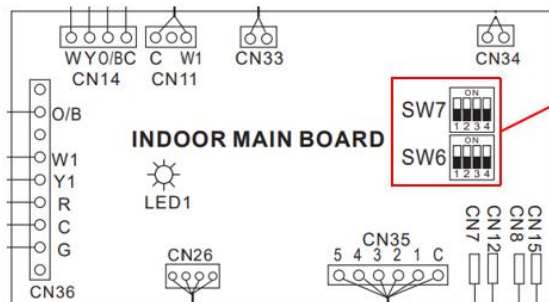 W Y O/B C
CN14
C W1
CN11
CN33
CN34
O/B
W1
Y1
R
C
G
CN36
INDOOR MAIN BOARD
LED1
SW7
ON
1 2 3 4
SW6
ON
1 2 3 4
CN26
CN35
5 4 3 2 1 C
CN7
CN12
CN8
CN15